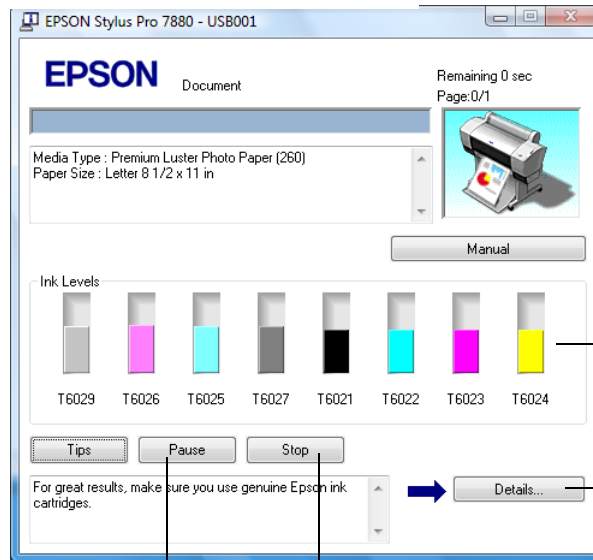 EPSON Stylus Pro 7880 - USB001
EPSON
Document
Remaining 0 sec
Page:0/1
Media Type : Premium Luster Photo Paper (260)
Paper Size : Letter 8 1/2 x 11 in
Manual
Ink Levels
T6029 T6026 T6025 T6027 T6021 T6022 T6023 T6024
Tips Pause Stop
For great results, make sure you use genuine Epson ink
cartridges.
Details...